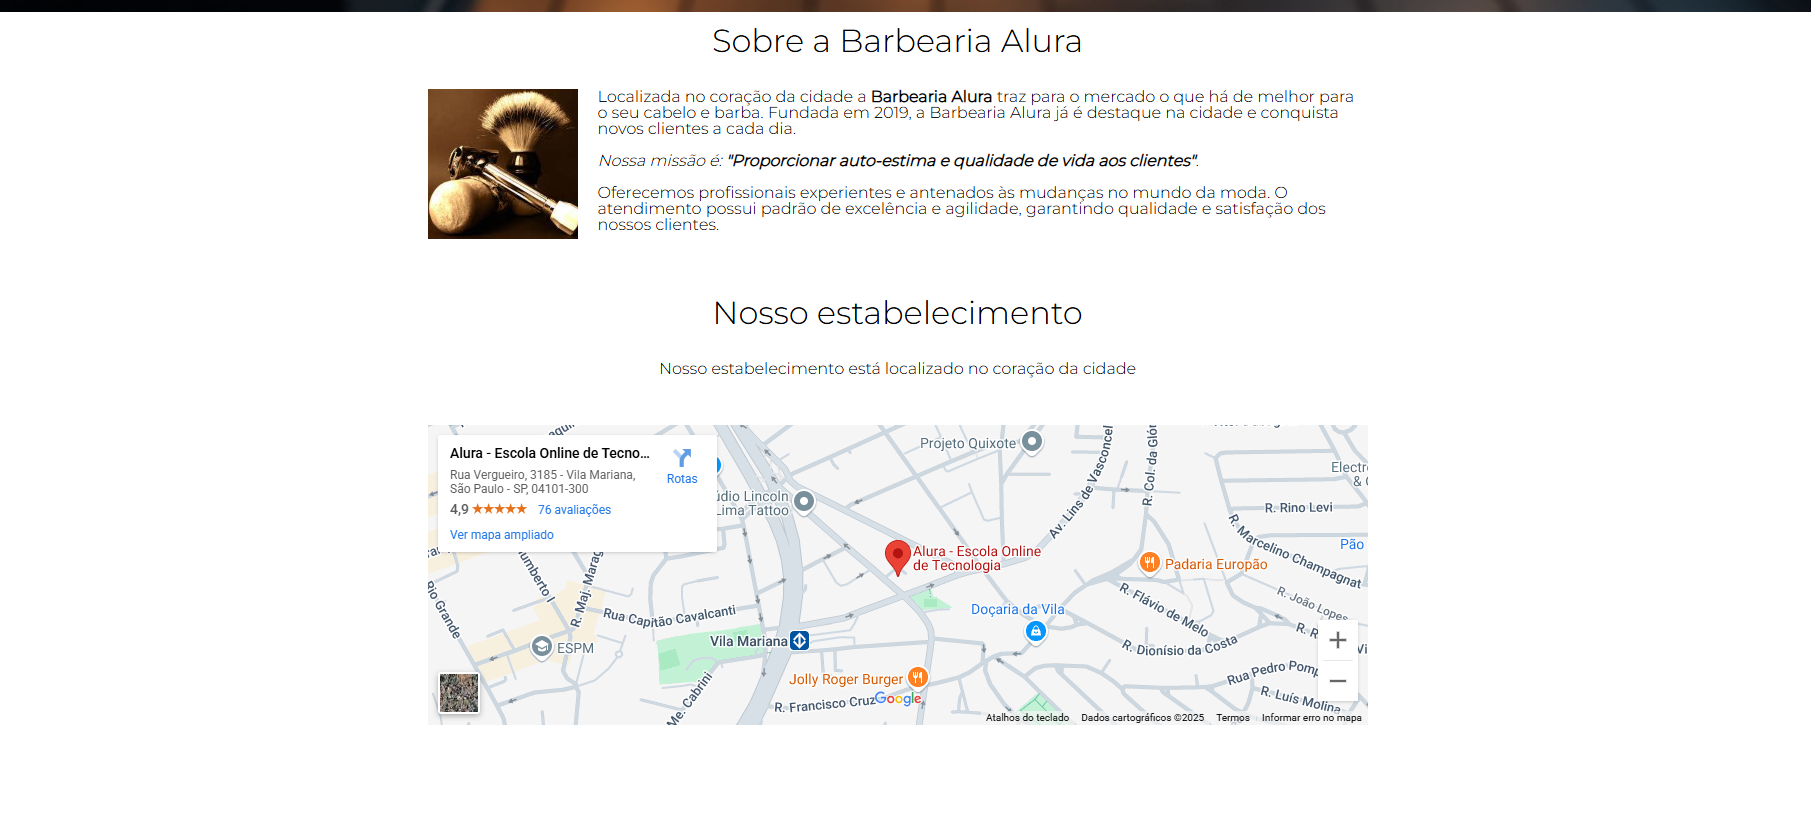 Sobre a Barbearia Alura
Localizada no coração da cidade a Barbearia Alura traz para o mercado o que há de melhor para
o seu cabelo e barba. Fundada em 2019, a Barbearia Alura já é destaque na cidade e conquista
novos clientes a cada dia.
Nossa missão é: "Proporcionar auto-estima e qualidade de vida aos clientes".
Oferecemos profissionais experientes e antenados às mudanças no mundo da moda. O
atendimento possui padrão de excelência e agilidade, garantindo qualidade e satisfação dos
nossos clientes.
Nosso estabelecimento
Nosso estabelecimento está localizado no coração da cidade
Alura - Escola Online de Tecno...
Rua Vergueiro, 3185 - Vila Mariana,
São Paulo - SP, 04101-300
4,9
76 avaliações
Ver mapa ampliado
Rotas
Projeto Quixote
Av. Lins de Vasconcel
R. Col. da Glór
Electr
& C
Lincoln
Lima Tattoo
R. Rino Levi
R. Marcelino Champagnat
Pão
Alura - Escola Online
de Tecnologia
Padaria Europão
R. João Lopes
Rio Grande
umberto I
R. Maj. Marag
Rua Capitão Cavalcanti
Doçaria da Vila
R. Flávio de Melo
R. R
Vi
Vila Mariana
ESPM
R. Dionísio da Costa
Rua Pedro Pomp
Jolly Roger Burger
R. Luís Molina
Me. Cabrini
R. Francisco Cruz
Google
Atalhos do teclado
Dados cartográficos ©2025
Termos
Informar erro no mapa